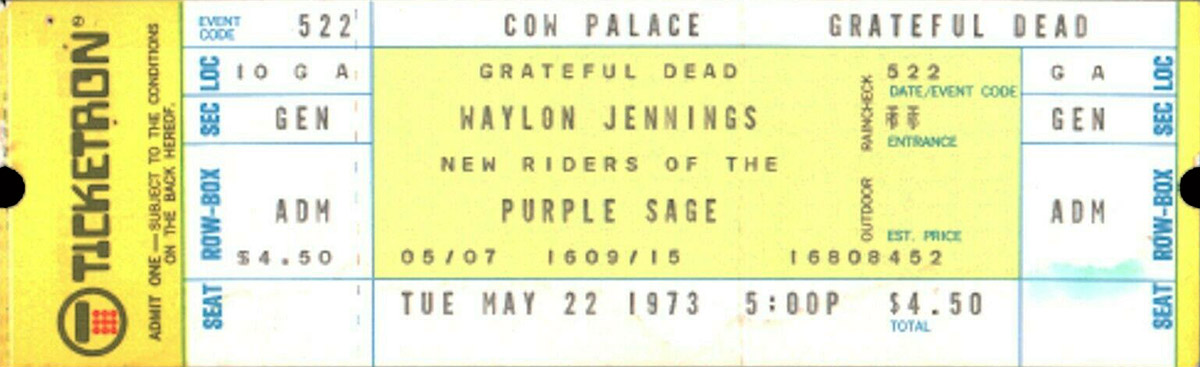 TICKETRON®
ADMIT ONE — SUBJECT TO THE CONDITIONS
ON THE BACK HEREOF.
EVENT CODE 522
LOC 10 G A
SEC GEN
ROW-BOX ADM
$4.50
SEAT
COW PALACE GRATEFUL DEAD
GRATEFUL DEAD
WAYLON JENNINGS
NEW RIDERS OF THE
PURPLE SAGE
05/07 1609/15 16808452
TUE MAY 22 1973 5:00P $4.50
TOTAL
OUTDOOR RAINCHECK
522
DATE/EVENT CODE
ENTRANCE
EST. PRICE
G A LOC
GEN SEC
ADM ROW-BOX
SEAT